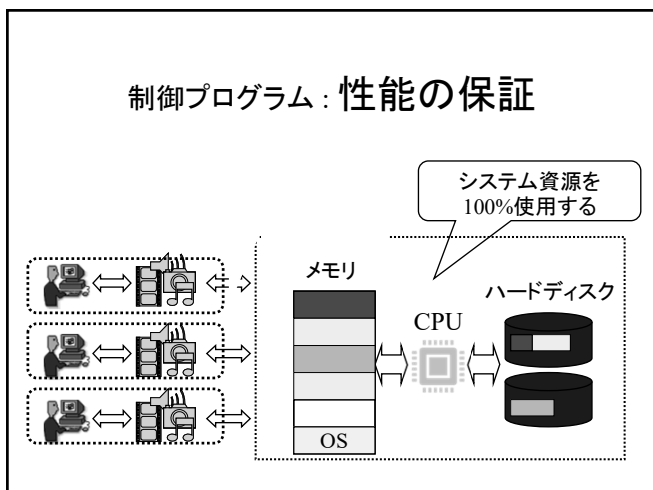 制御プログラム : 性能の保証
システム資源を
100%使用する
メモリ
ハードディスク
CPU
OS